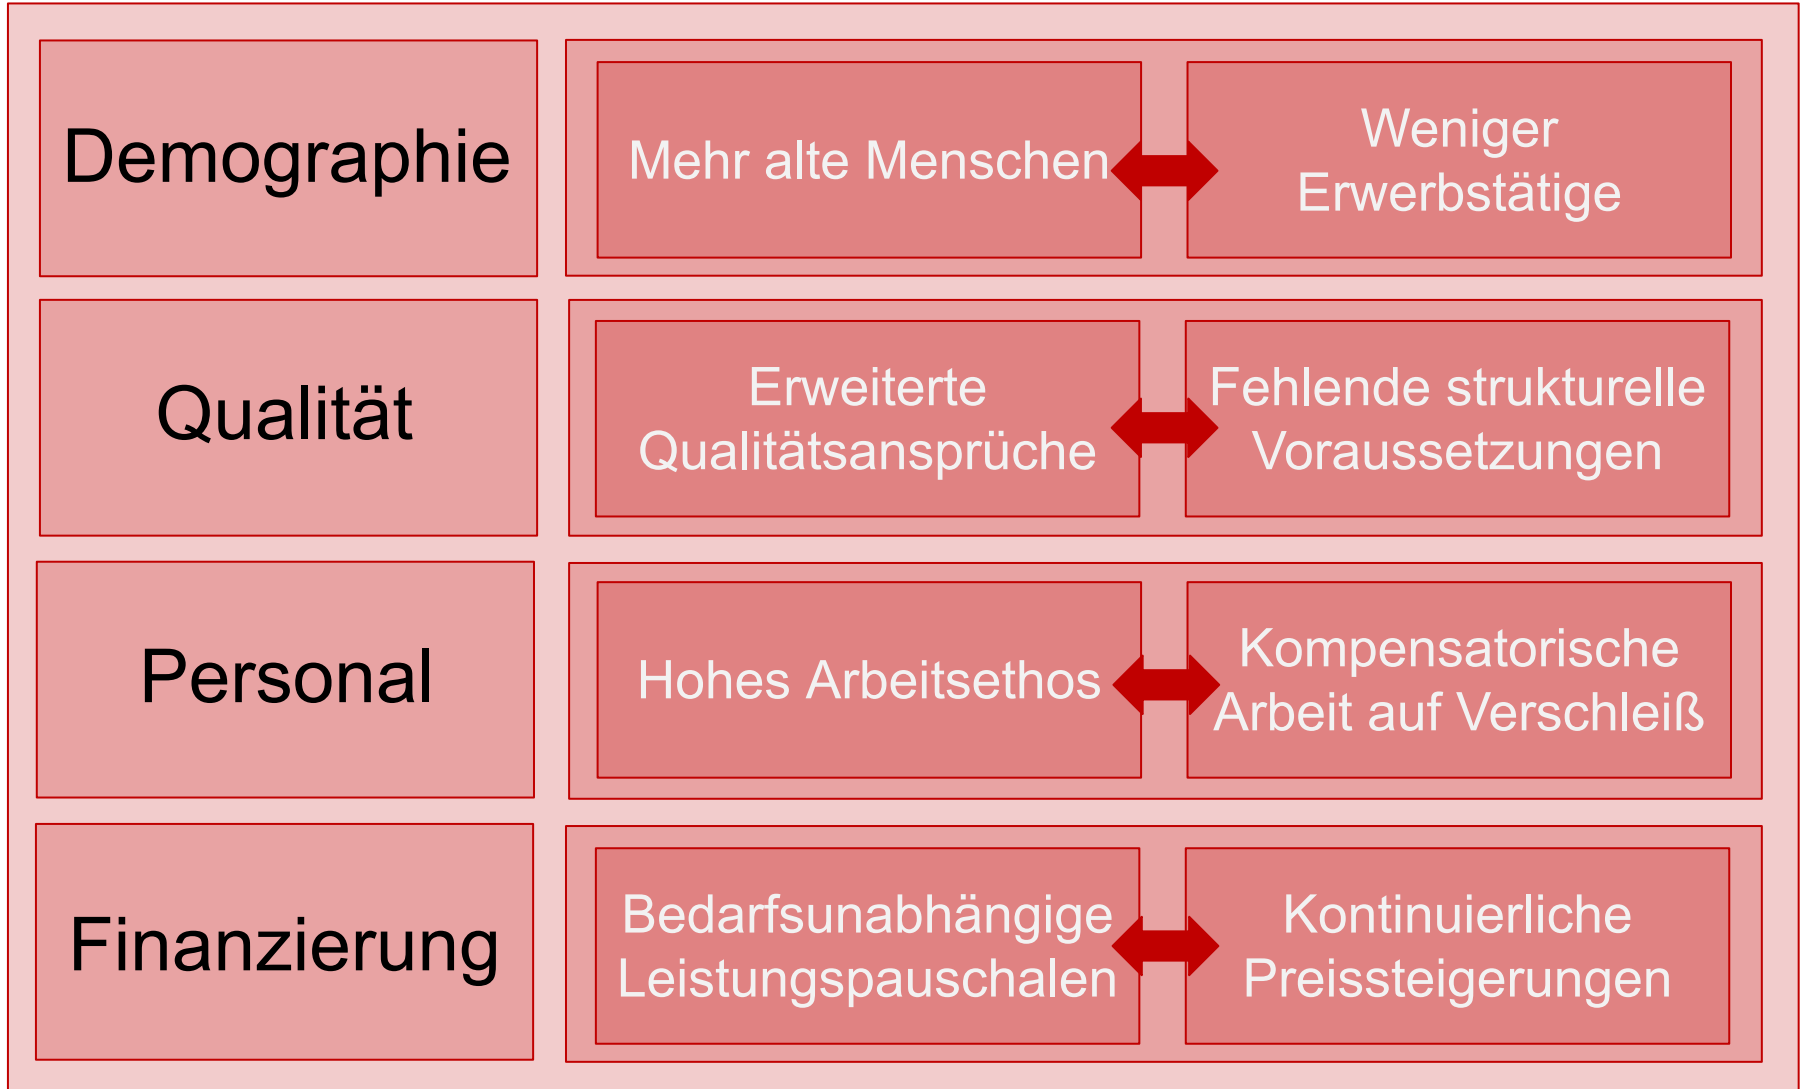 Demographie
Mehr alte Menschen
Weniger
Erwerbstätige
Qualität
Erweiterte
Qualitätsansprüche
Fehlende strukturelle
Voraussetzungen
Personal
Hohes Arbeitsethos
Kompensatorische
Arbeit auf Verschleiß
Finanzierung
Bedarfsunabhängige
Leistungspauschalen
Kontinuierliche
Preissteigerungen